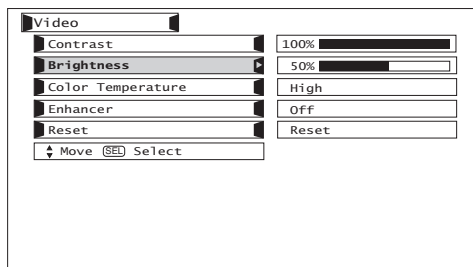 Video
Contrast 100%
Brightness 50%
Color Temperature High
Enhancer Off
Reset Reset
Move SEL Select